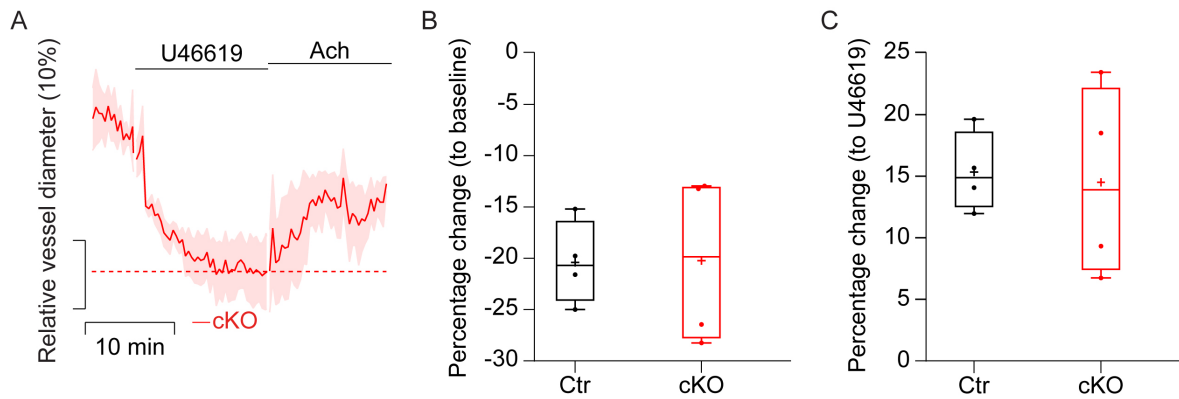 A
U46619
Ach
Relative vessel diameter (10%)
cKO
10 min
B
Percentage change (to baseline)
0
-5
-10
-15
-20
-25
-30
Ctr
cKO
C
Percentage change (to U46619)
25
20
15
10
5
0
Ctr
cKO